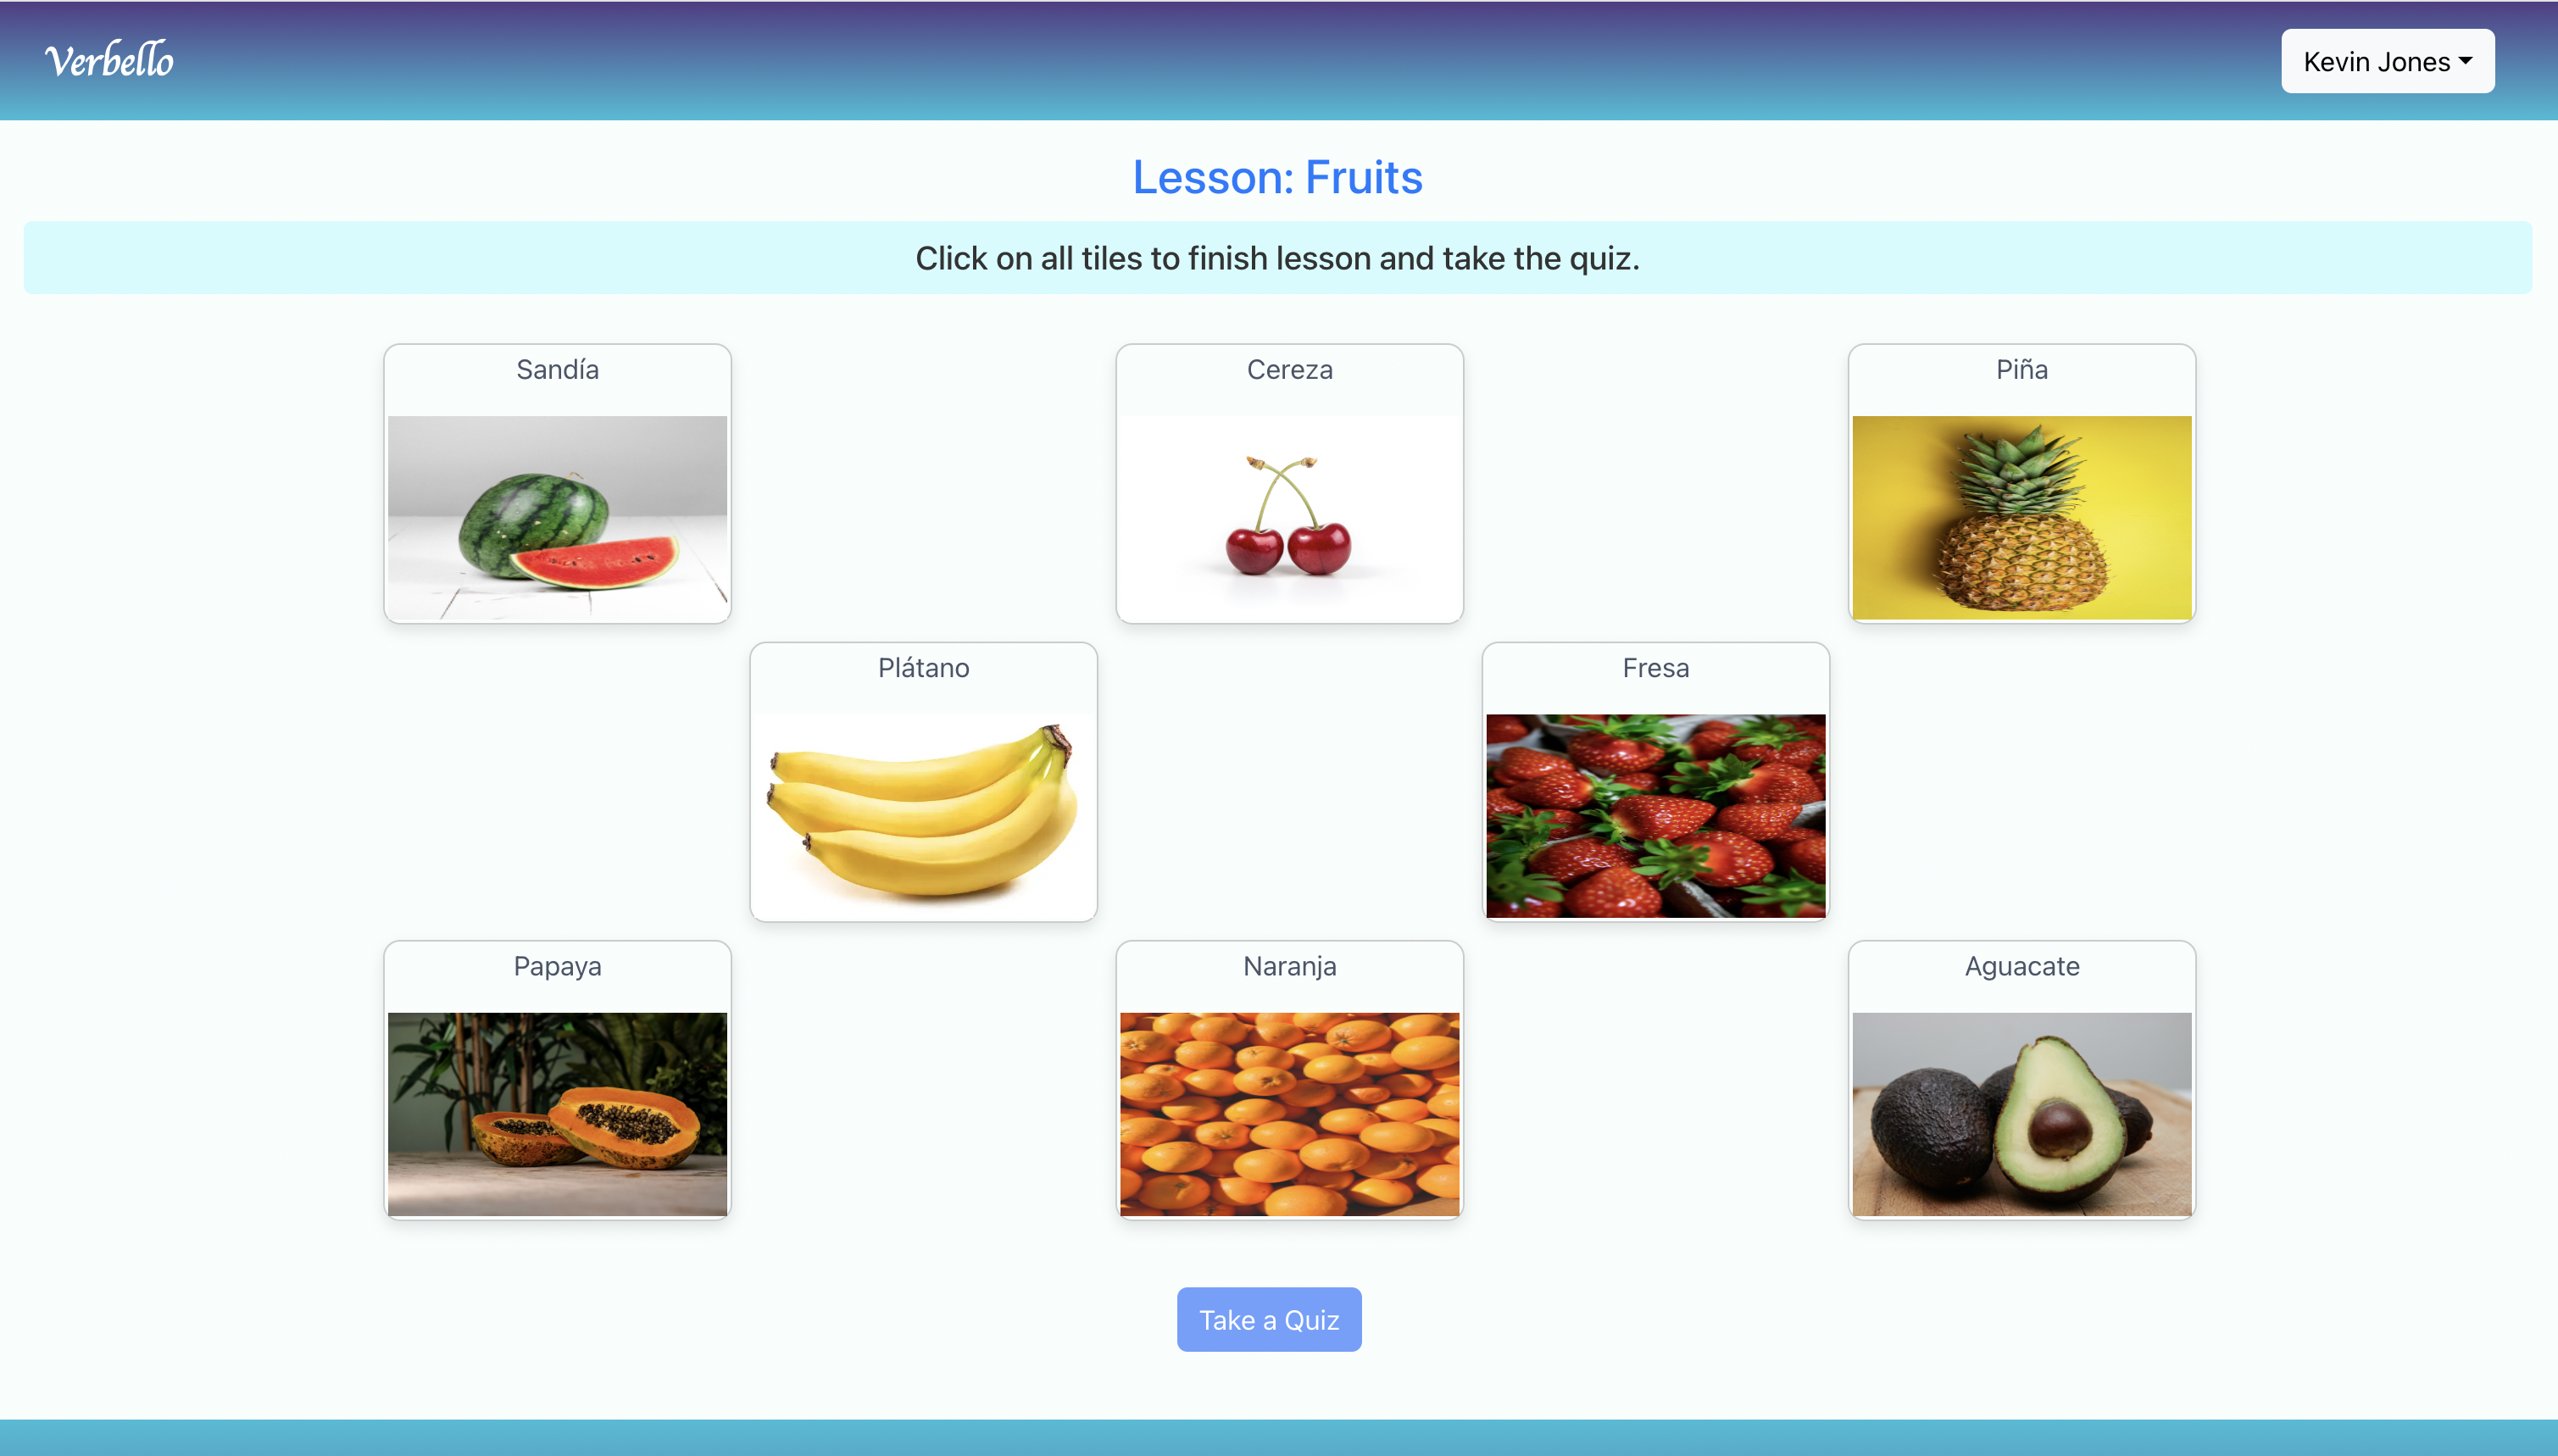 Verbello
Kevin Jones
Lesson: Fruits
Click on all tiles to finish lesson and take the quiz.
Sandía
Cereza
Piña
Plátano
Fresa
Papaya
Naranja
Aguacate
Take a Quiz